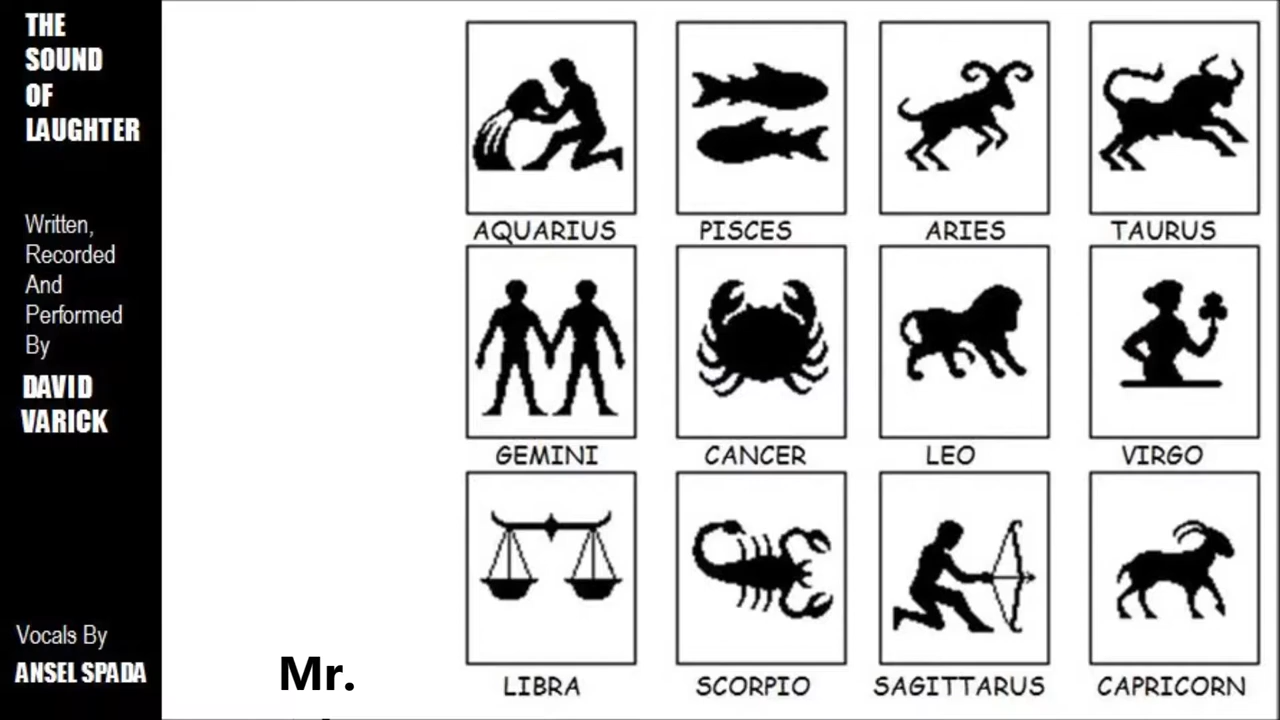 THE
SOUND
OF
LAUGHTER
Written,
Recorded
And
Performed
By
DAVID
VARICK
Vocals By
ANSEL SPADA
Mr.
AQUARIUS PISCES ARIES TAURUS
GEMINI CANCER LEO VIRGO
LIBRA SCORPIO SAGITTARUS CAPRICORN